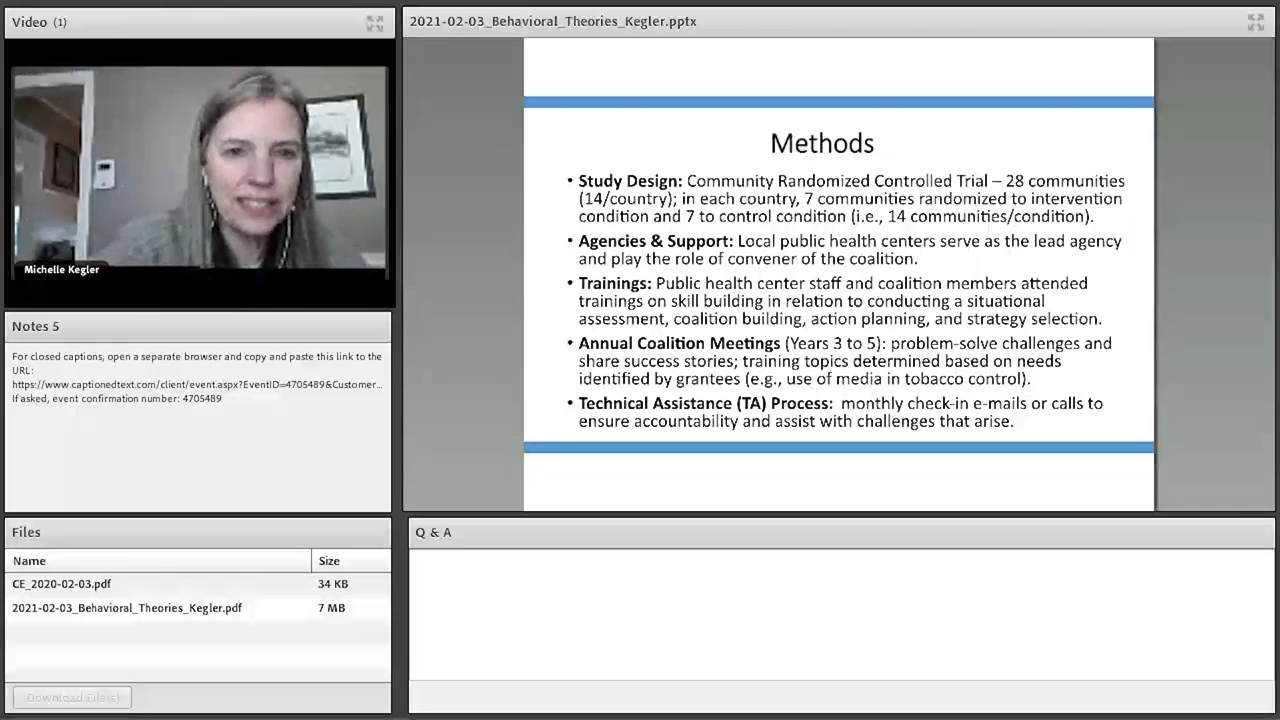 Video (1)
Michelle Kegler
Notes 5
For closed captions, open a separate browser and copy and paste this link to the
URL:
https://www.captionedtext.com/client/event.aspx?EventID=4705489&Customer...
If asked, event confirmation number: 4705489
Files
Name Size
CE_2020-02-03.pdf 34 KB
2021-02-03_Behavioral_Theories_Kegler.pdf 7 MB
Download File(s)
2021-02-03_Behavioral_Theories_Kegler.pptx
Methods
• Study Design: Community Randomized Controlled Trial – 28 communities
(14/country); in each country, 7 communities randomized to intervention
condition and 7 to control condition (i.e., 14 communities/condition).
• Agencies & Support: Local public health centers serve as the lead agency
and play the role of convener of the coalition.
• Trainings: Public health center staff and coalition members attended
trainings on skill building in relation to conducting a situational
assessment, coalition building, action planning, and strategy selection.
• Annual Coalition Meetings (Years 3 to 5): problem-solve challenges and
share success stories; training topics determined based on needs
identified by grantees (e.g., use of media in tobacco control).
• Technical Assistance (TA) Process: monthly check-in e-mails or calls to
ensure accountability and assist with challenges that arise.
Q & A